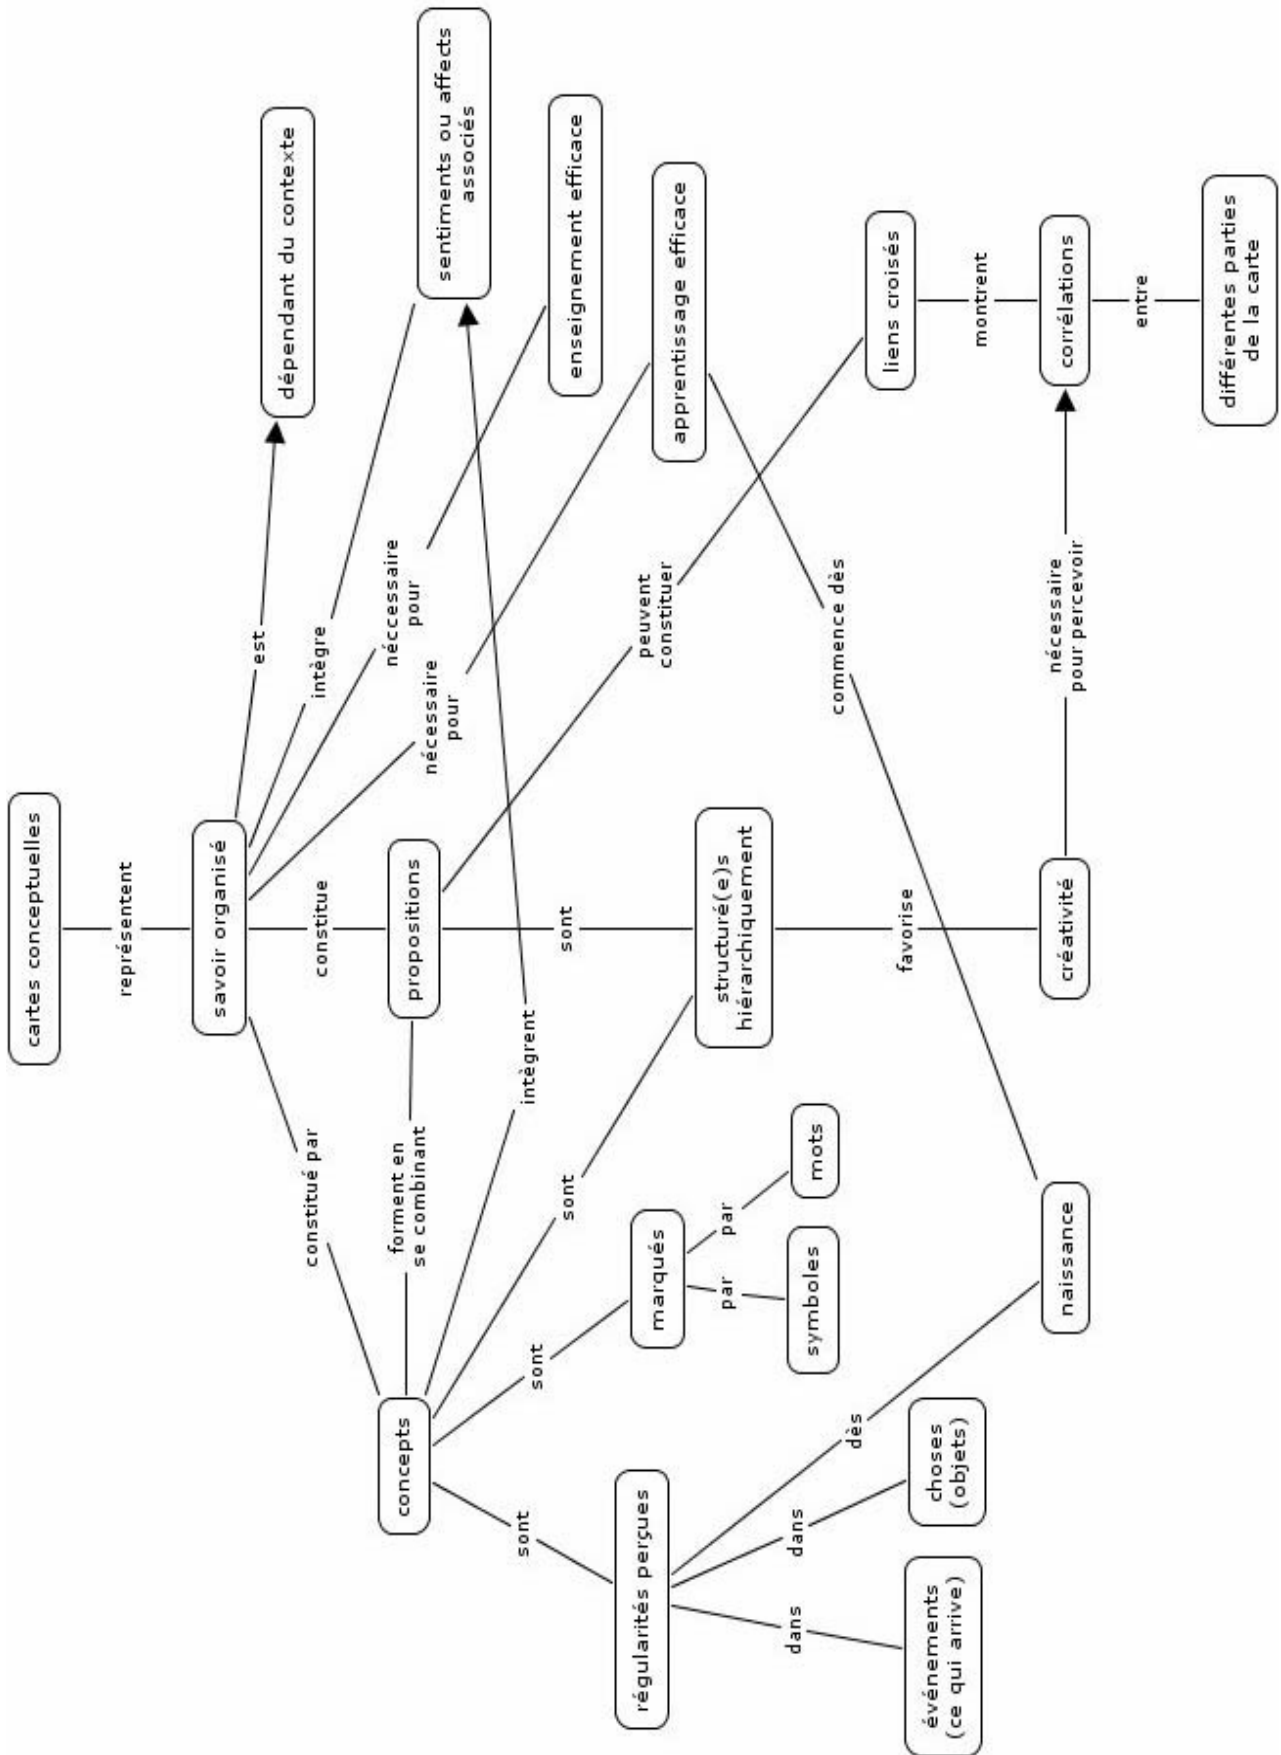 cartes conceptuelles
représentent
savoir organisé
est
dépendant du contexte
intègre
sentiments ou affects
associés
néccessaire
pour
enseignement efficace
nécessaire
pour
apprentissage efficace
constitué par
constitue
concepts
forment en
se combinant
propositions
peuvent
constituer
liens croisés
intègrent
sont
sont
sont
sont
régularités perçues
marqués
structuré(e)s
hiérarchiquement
commence dès
montrent
par
par
symboles
mots
dans
dans
dès
favorise
événements
(ce qui arrive)
choses
(objets)
naissance
créativité
nécessaire
pour percevoir
corrélations
entre
différentes parties
de la carte